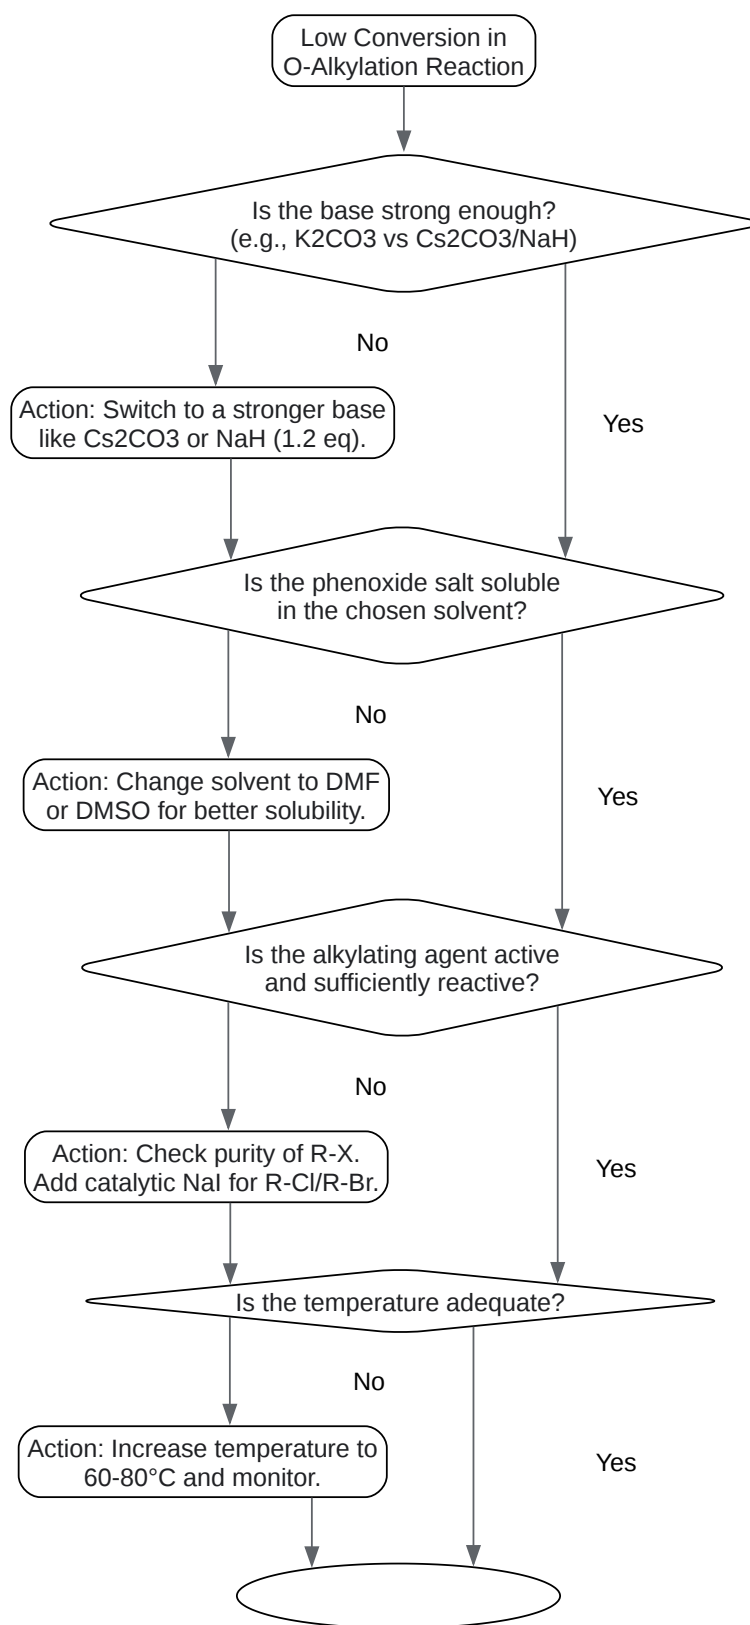 Low Conversion in
O-Alkylation Reaction
Is the base strong enough?
(e.g., K2CO3 vs Cs2CO3/NaH)
No
Action: Switch to a stronger base
like Cs2CO3 or NaH (1.2 eq).
Yes
Is the phenoxide salt soluble
in the chosen solvent?
No
Action: Change solvent to DMF
or DMSO for better solubility.
Yes
Is the alkylating agent active
and sufficiently reactive?
No
Action: Check purity of R-X.
Add catalytic NaI for R-Cl/R-Br.
Yes
Is the temperature adequate?
No
Action: Increase temperature to
60-80°C and monitor.
Yes